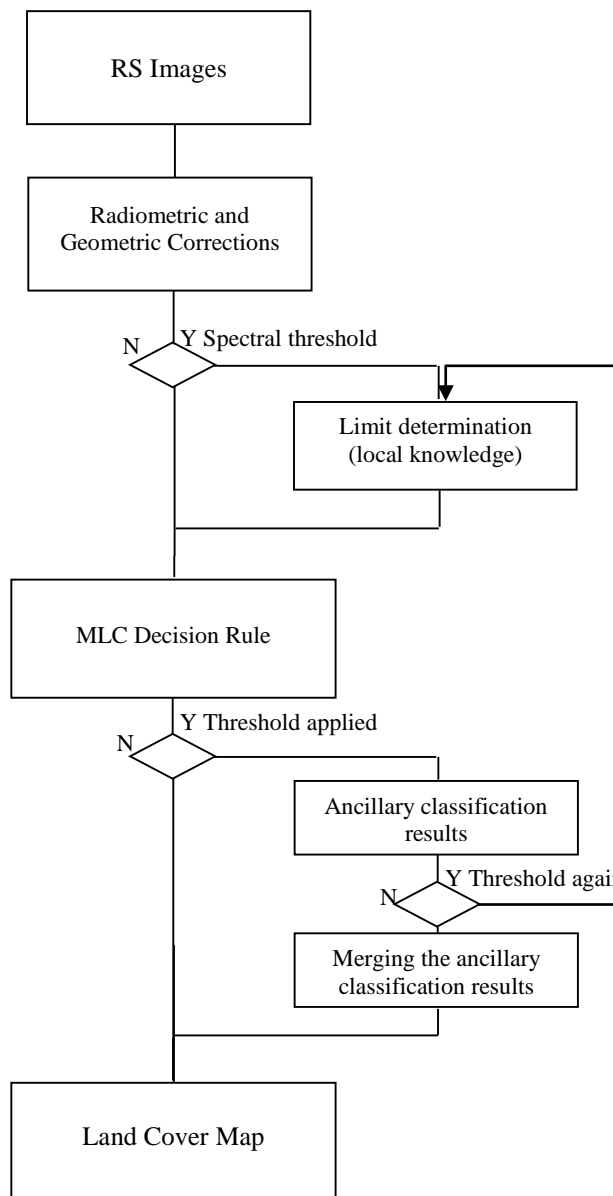 RS Images
Radiometric and
Geometric Corrections
N
Y Spectral threshold
Limit determination
(local knowledge)
MLC Decision Rule
Y Threshold applied
N
Ancillary classification
results
Y Threshold again
N
Merging the ancillary
classification results
Land Cover Map